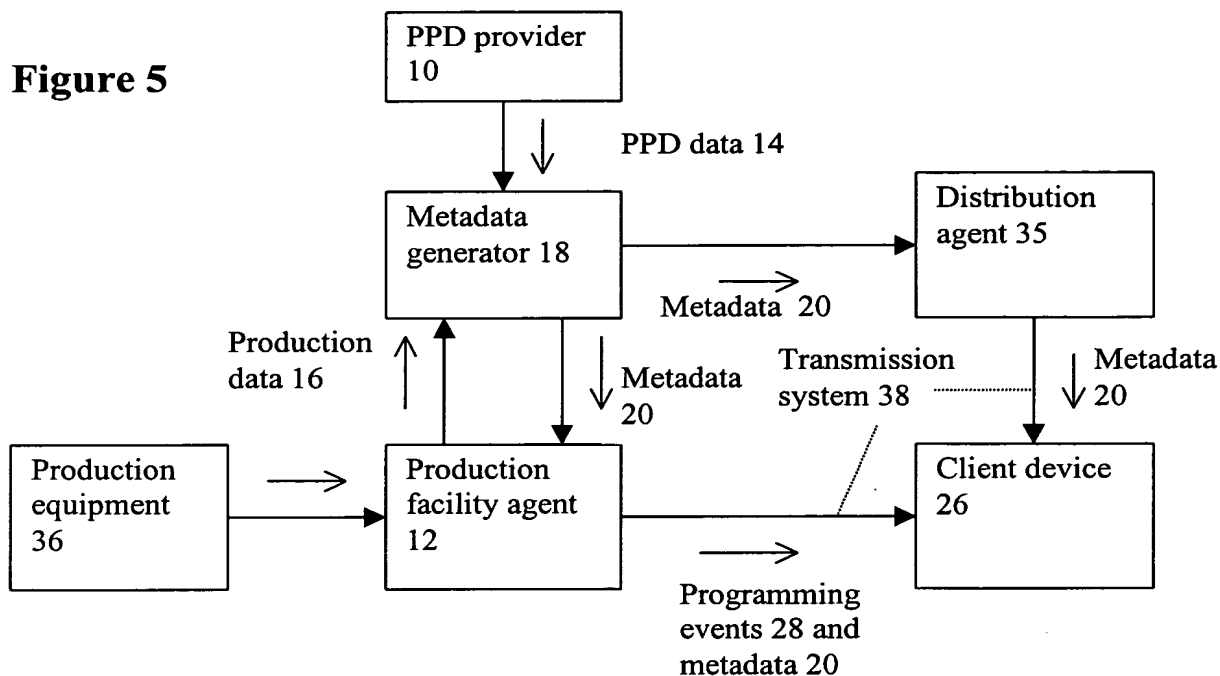 Figure 5
PPD provider
10
PPD data 14
Metadata
generator 18
Distribution
agent 35
Metadata 20
Production
data 16
Metadata
20
Transmission
system 38
Metadata
20
Production
equipment
36
Production
facility agent
12
Client device
26
Programming
events 28 and
metadata 20